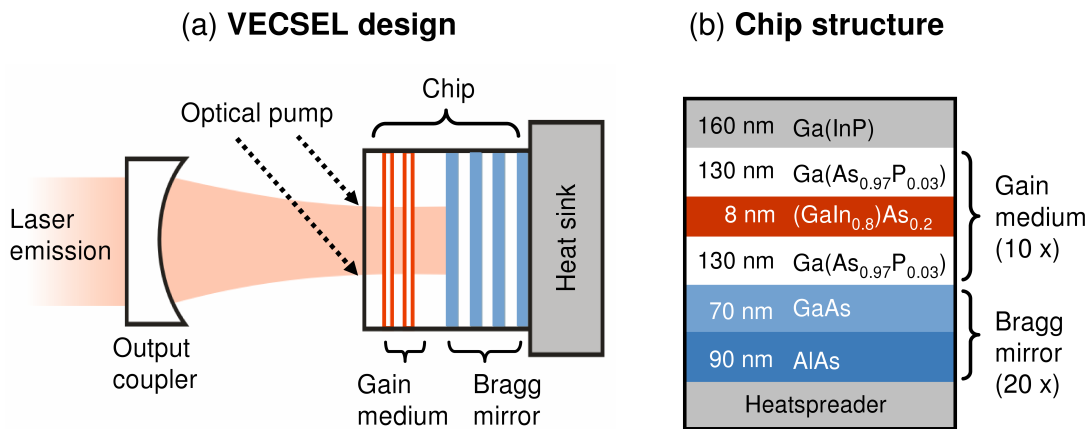 (a) VECSEL design
Optical pump
Chip
Laser
emission
Output
coupler
Gain
medium
Bragg
mirror
Heat sink
(b) Chip structure
160 nm Ga(InP)
130 nm Ga(As0.97P0.03)
8 nm (GaIn0.8)As0.2
130 nm Ga(As0.97P0.03)
70 nm GaAs
90 nm AlAs
Heatspreader
Gain
medium
(10 x)
Bragg
mirror
(20 x)